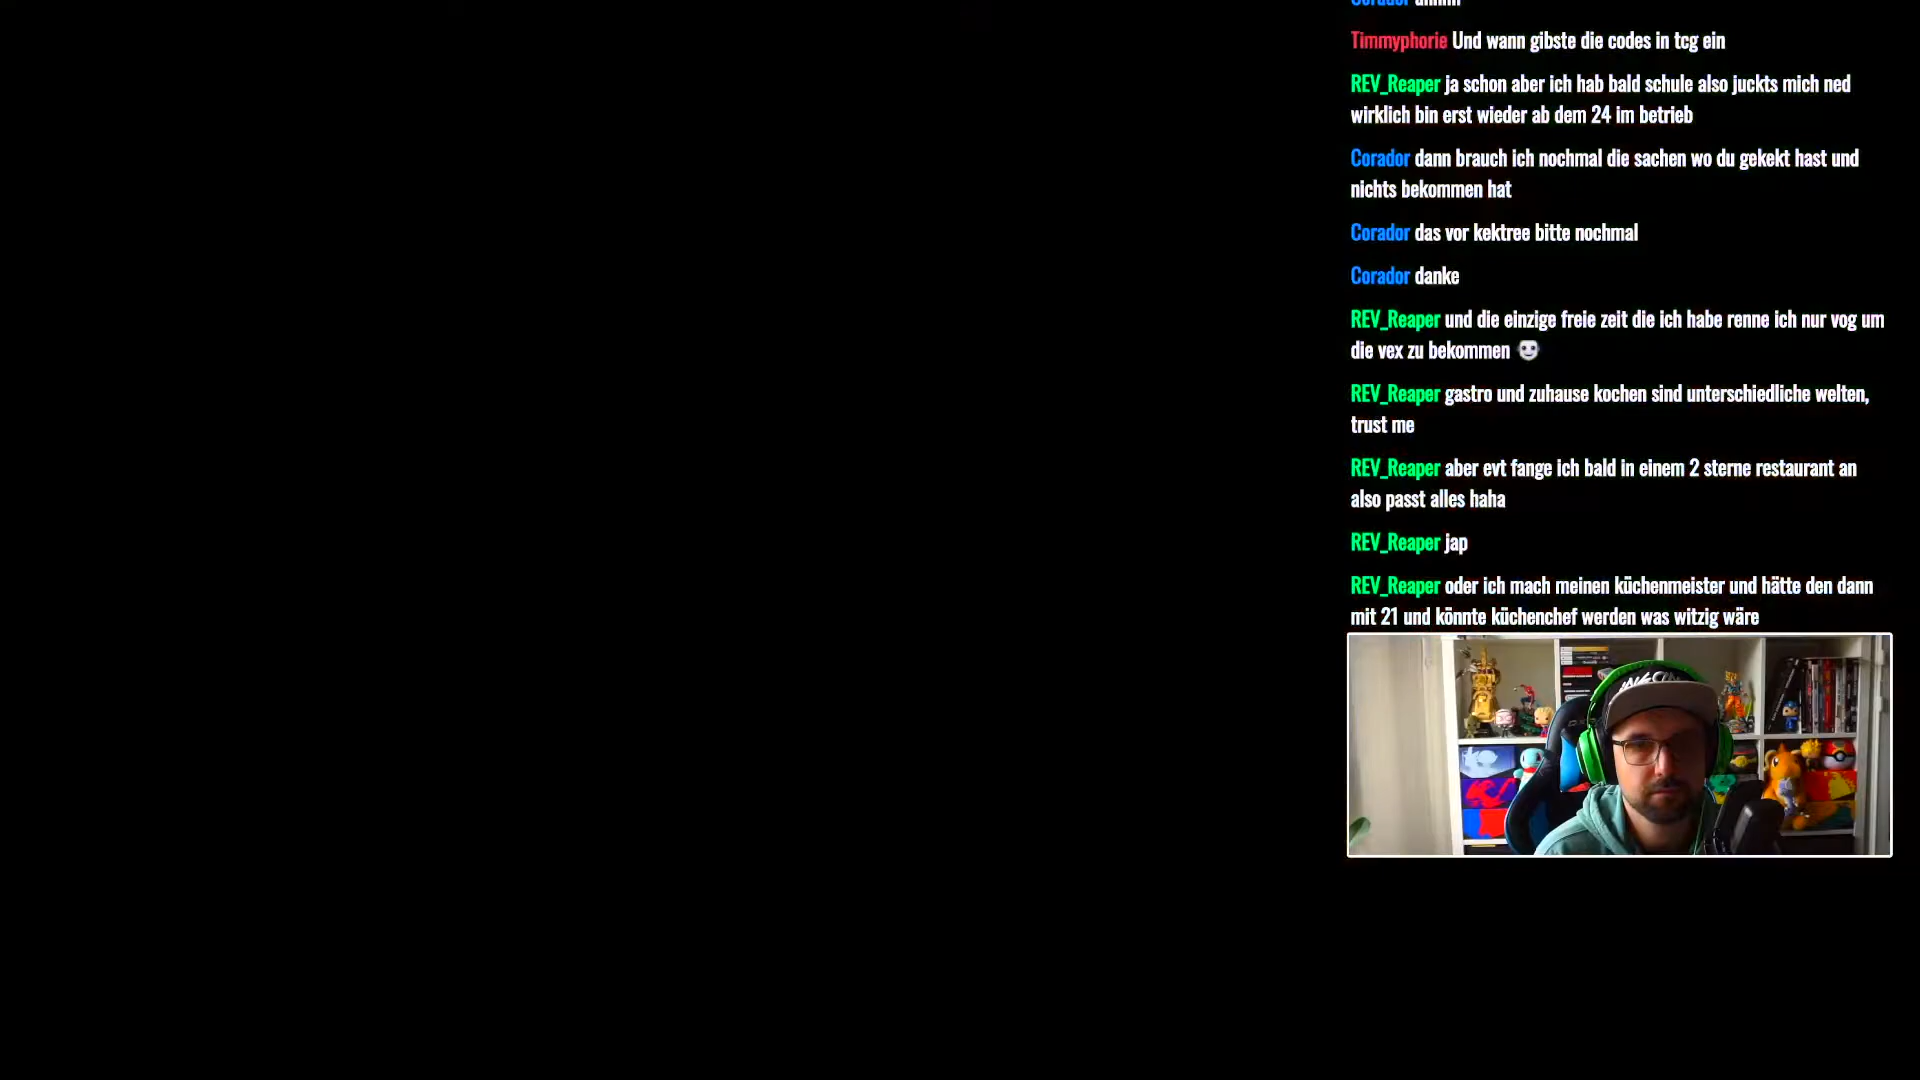 Corador
Timmyphorie Und wann gibste die codes in tcg ein
REV_Reaper ja schon aber ich hab bald schule also juckts mich ned
wirklich bin erst wieder ab dem 24 im betrieb
Corador dann brauch ich nochmal die sachen wo du gekekt hast und
nichts bekommen hat
Corador das vor kektree bitte nochmal
Corador danke
REV_Reaper und die einzige freie zeit die ich habe renne ich nur vog um
die vex zu bekommen
REV_Reaper gastro und zuhause kochen sind unterschiedliche welten,
trust me
REV_Reaper aber evt fange ich bald in einem 2 sterne restaurant an
also passt alles haha
REV_Reaper jap
REV_Reaper oder ich mach meinen küchenmeister und hätte den dann
mit 21 und könnte küchenchef werden was witzig wäre